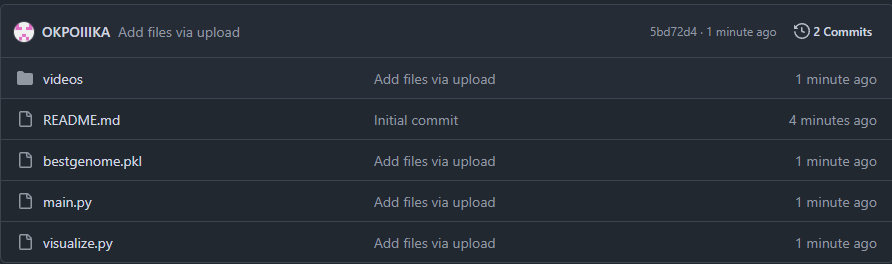 OKPOIIIKA Add files via upload 5bd72d4 · 1 minute ago 2 Commits
videos Add files via upload 1 minute ago
README.md Initial commit 4 minutes ago
bestgenome.pkl Add files via upload 1 minute ago
main.py Add files via upload 1 minute ago
visualize.py Add files via upload 1 minute ago